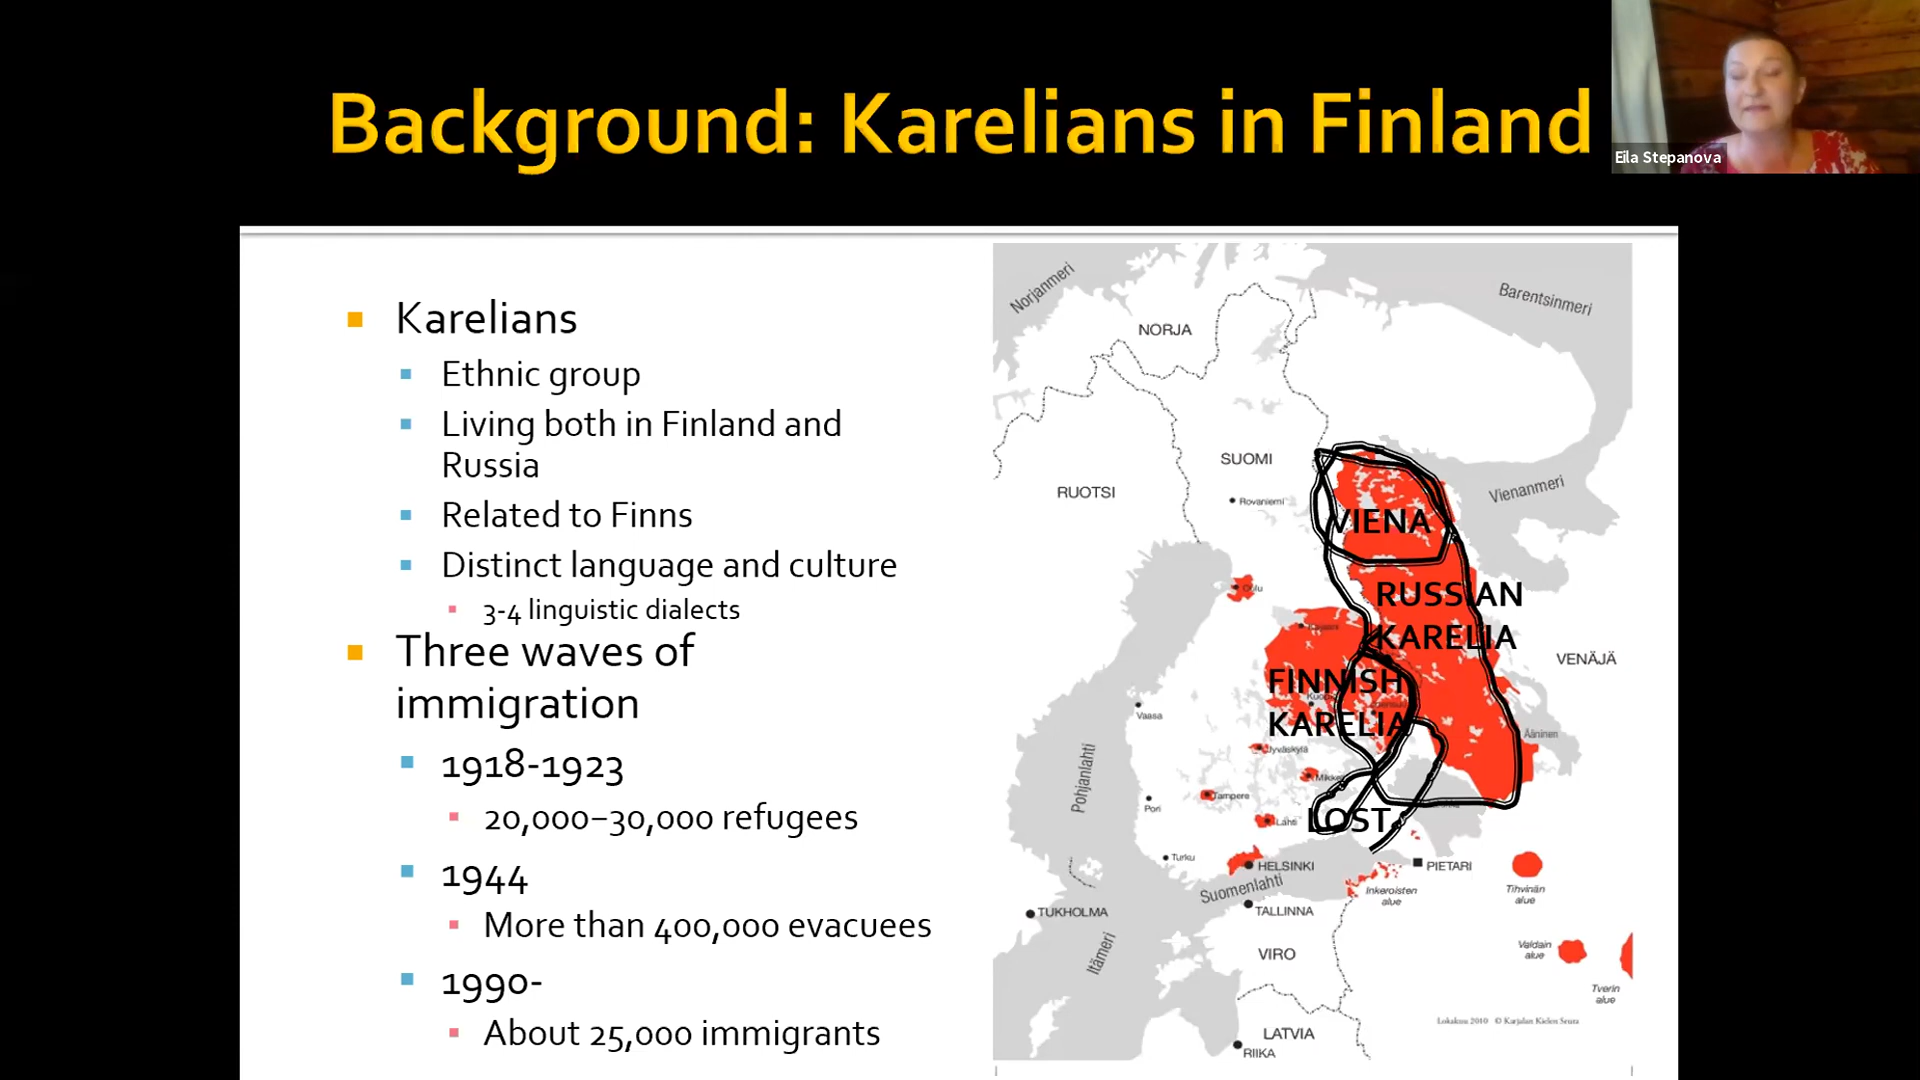 Background: Karelians in Finland
Eila Stepanova
Karelians
Ethnic group
Living both in Finland and
Russia
Related to Finns
Distinct language and culture
3-4 linguistic dialects
Three waves of
immigration
1918-1923
20,000–30,000 refugees
1944
More than 400,000 evacuees
1990-
About 25,000 immigrants
Norjanmeri
Barentsinmeri
NORJA
SUOMI
RUOTSI
Rovaniemi
Vienanmeri
VIENA
Oulu
RUSSIAN
KARELIA
VENÄJÄ
FINNISH
KARELIA
Vaasa
Jyväskylä
Ääninen
Pohjanlahti
Mikkeli
Tampere
Pori
Lahti
LOST
Turku
HELSINKI
PIETARI
Suomenlahti
Inkeroisten
alue
Tihvinän
alue
TUKHOLMA
TALLINNA
Itämeri
VIRO
Valdain
alue
Tverin
alue
Lokakuu 2010 © Karjalan Kielen Seura
LATVIA
RIIKA